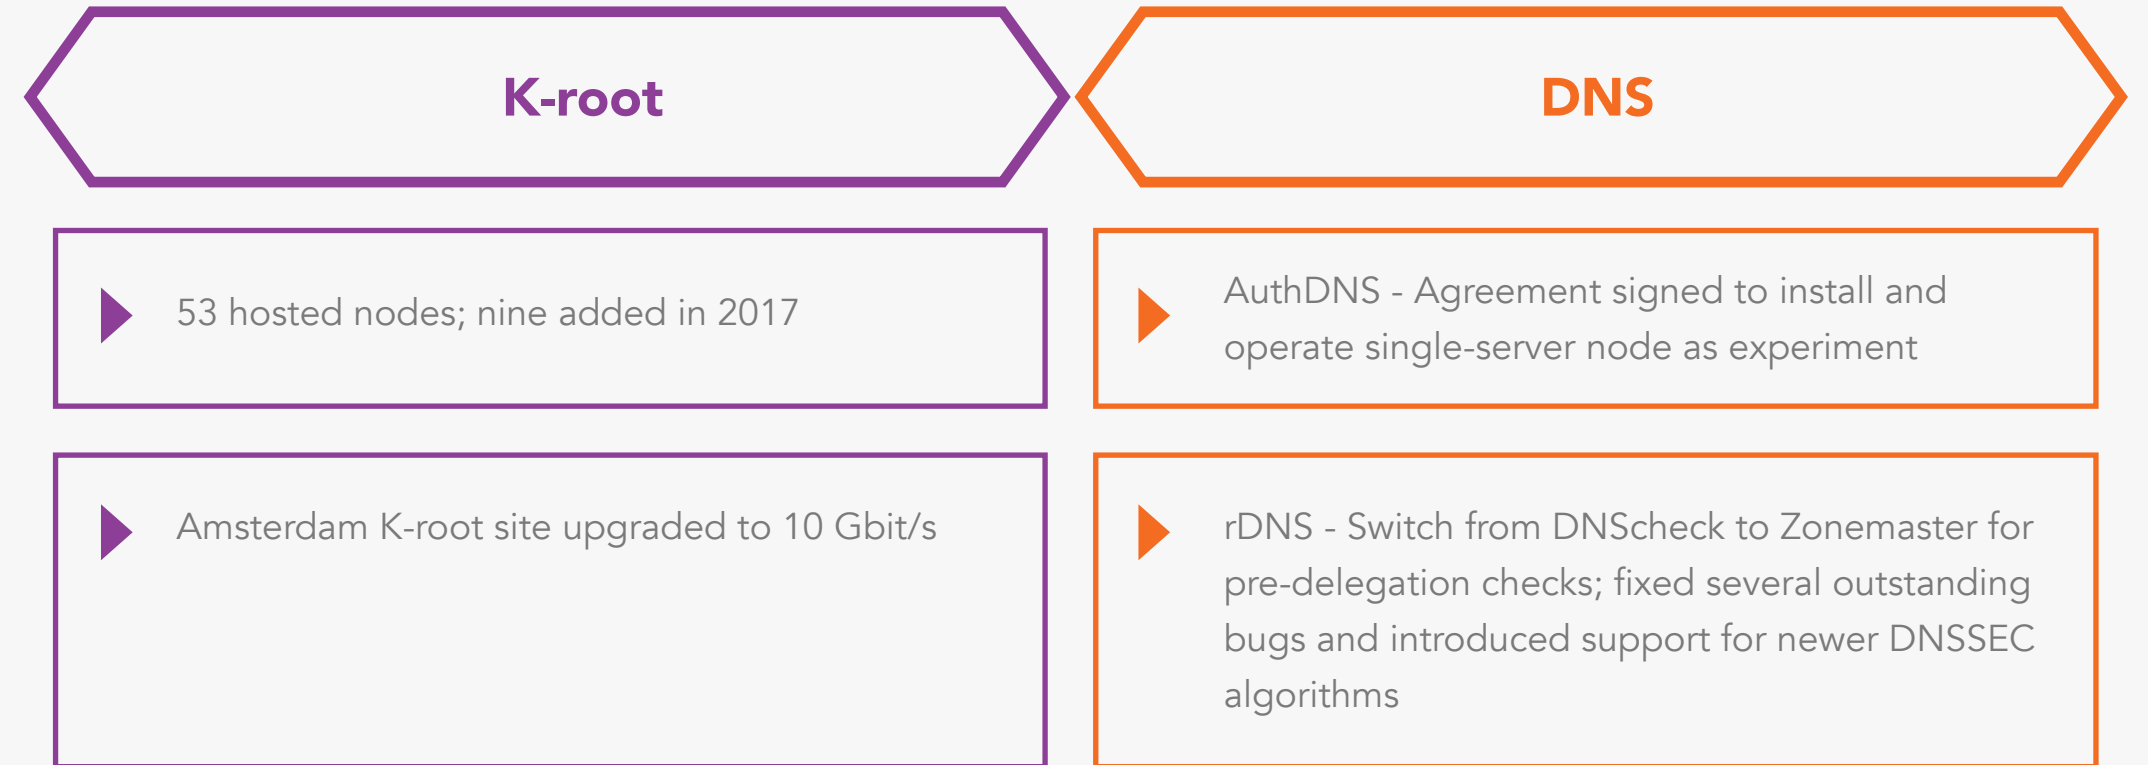 K-root
DNS
53 hosted nodes; nine added in 2017
AuthDNS - Agreement signed to install and
operate single-server node as experiment
Amsterdam K-root site upgraded to 10 Gbit/s
rDNS - Switch from DNScheck to Zonemaster for
pre-delegation checks; fixed several outstanding
bugs and introduced support for newer DNSSEC
algorithms